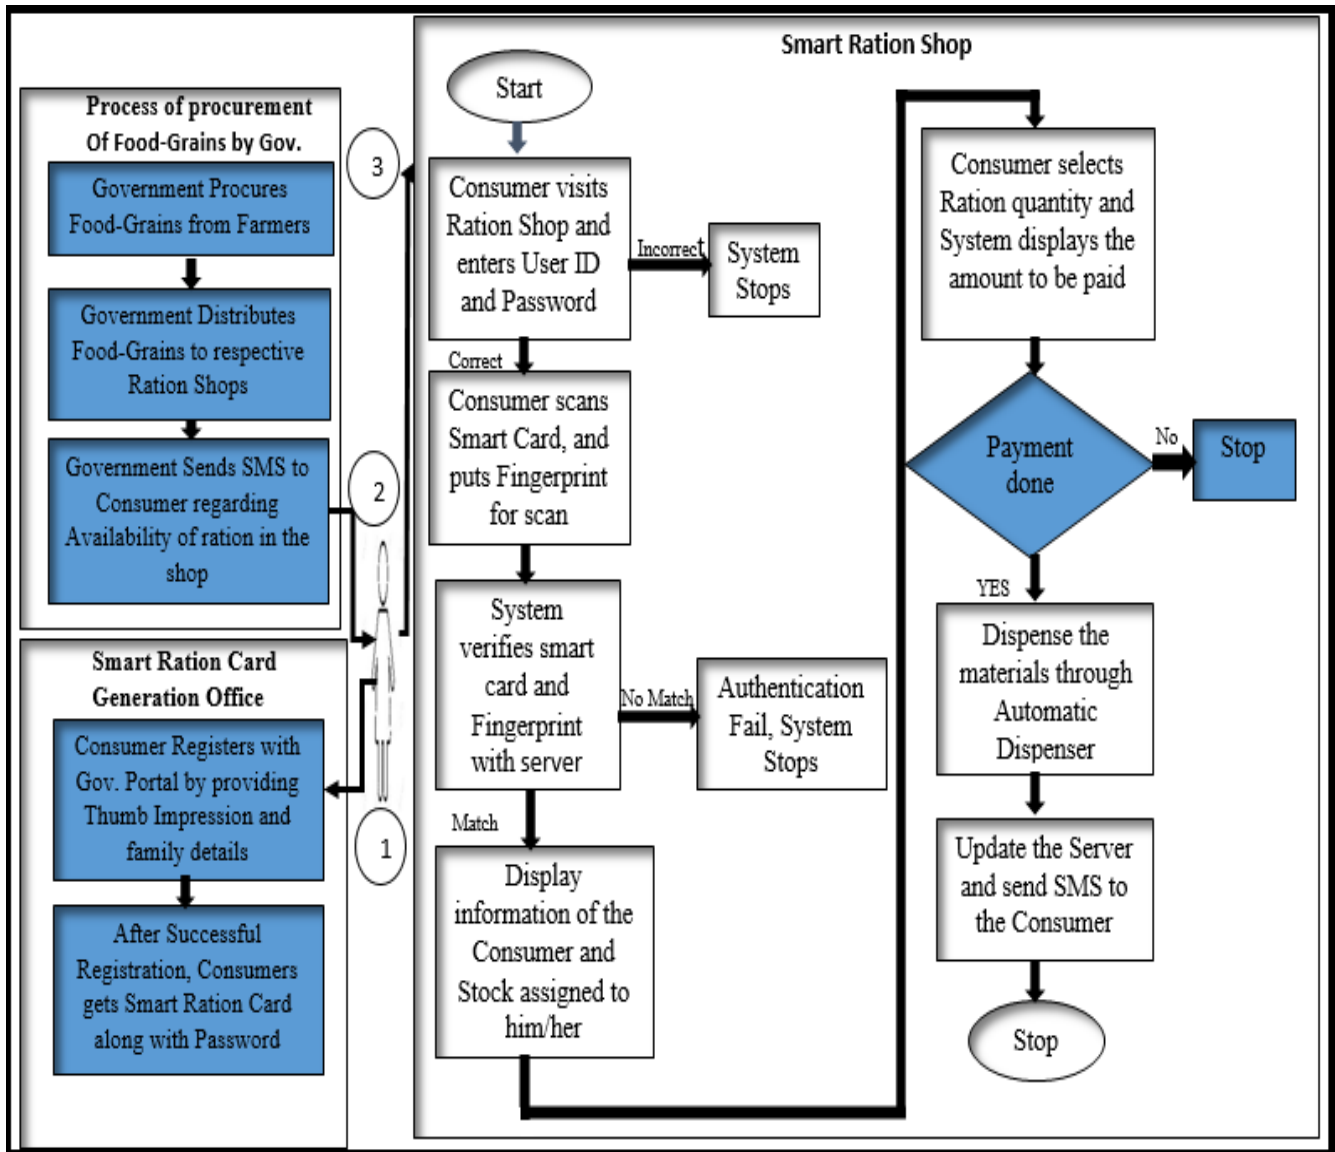 Smart Ration Shop
Process of procurement
Of Food-Grains by Gov.
Government Procures
Food-Grains from Farmers
Government Distributes
Food-Grains to respective
Ration Shops
Government Sends SMS to
Consumer regarding
Availability of ration in the
shop
Smart Ration Card
Generation Office
Consumer Registers with
Gov. Portal by providing
Thumb Impression and
family details
After Successful
Registration, Consumers
gets Smart Ration Card
along with Password
3
2
1
Start
Consumer visits
Ration Shop and
enters User ID
and Password
Incorrect
System
Stops
Correct
Consumer scans
Smart Card, and
puts Fingerprint
for scan
System
verifies smart
card and
Fingerprint
with server
No Match
Authentication
Fail, System
Stops
Match
Display
information of the
Consumer and
Stock assigned to
him/her
Consumer selects
Ration quantity and
System displays the
amount to be paid
Payment
done
No
Stop
YES
Dispense the
materials through
Automatic
Dispenser
Update the Server
and send SMS to
the Consumer
Stop